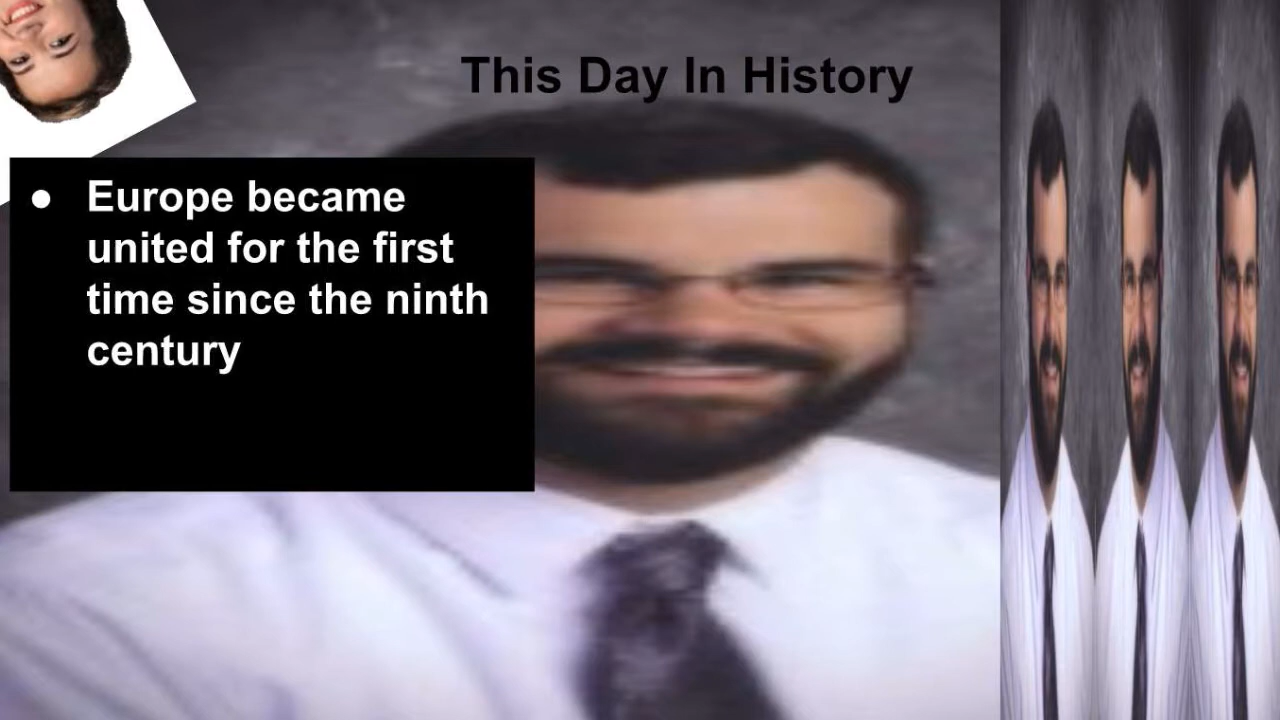 This Day In History
● Europe became
united for the first
time since the ninth
century